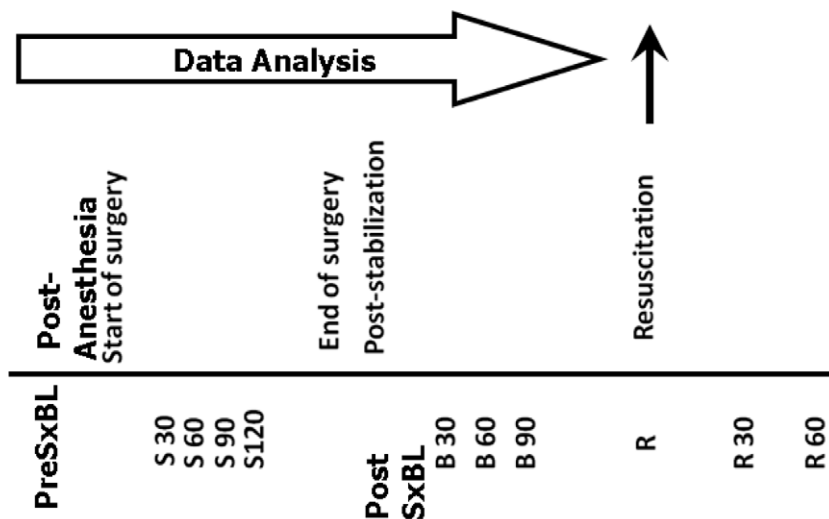 Data Analysis
Post-
Anesthesia
Start of surgery
End of surgery
Post-stabilization
Resuscitation
PreSxBL
S 30
S 60
S 90
S120
Post
SxBL
B 30
B 60
B 90
R
R 30
R 60